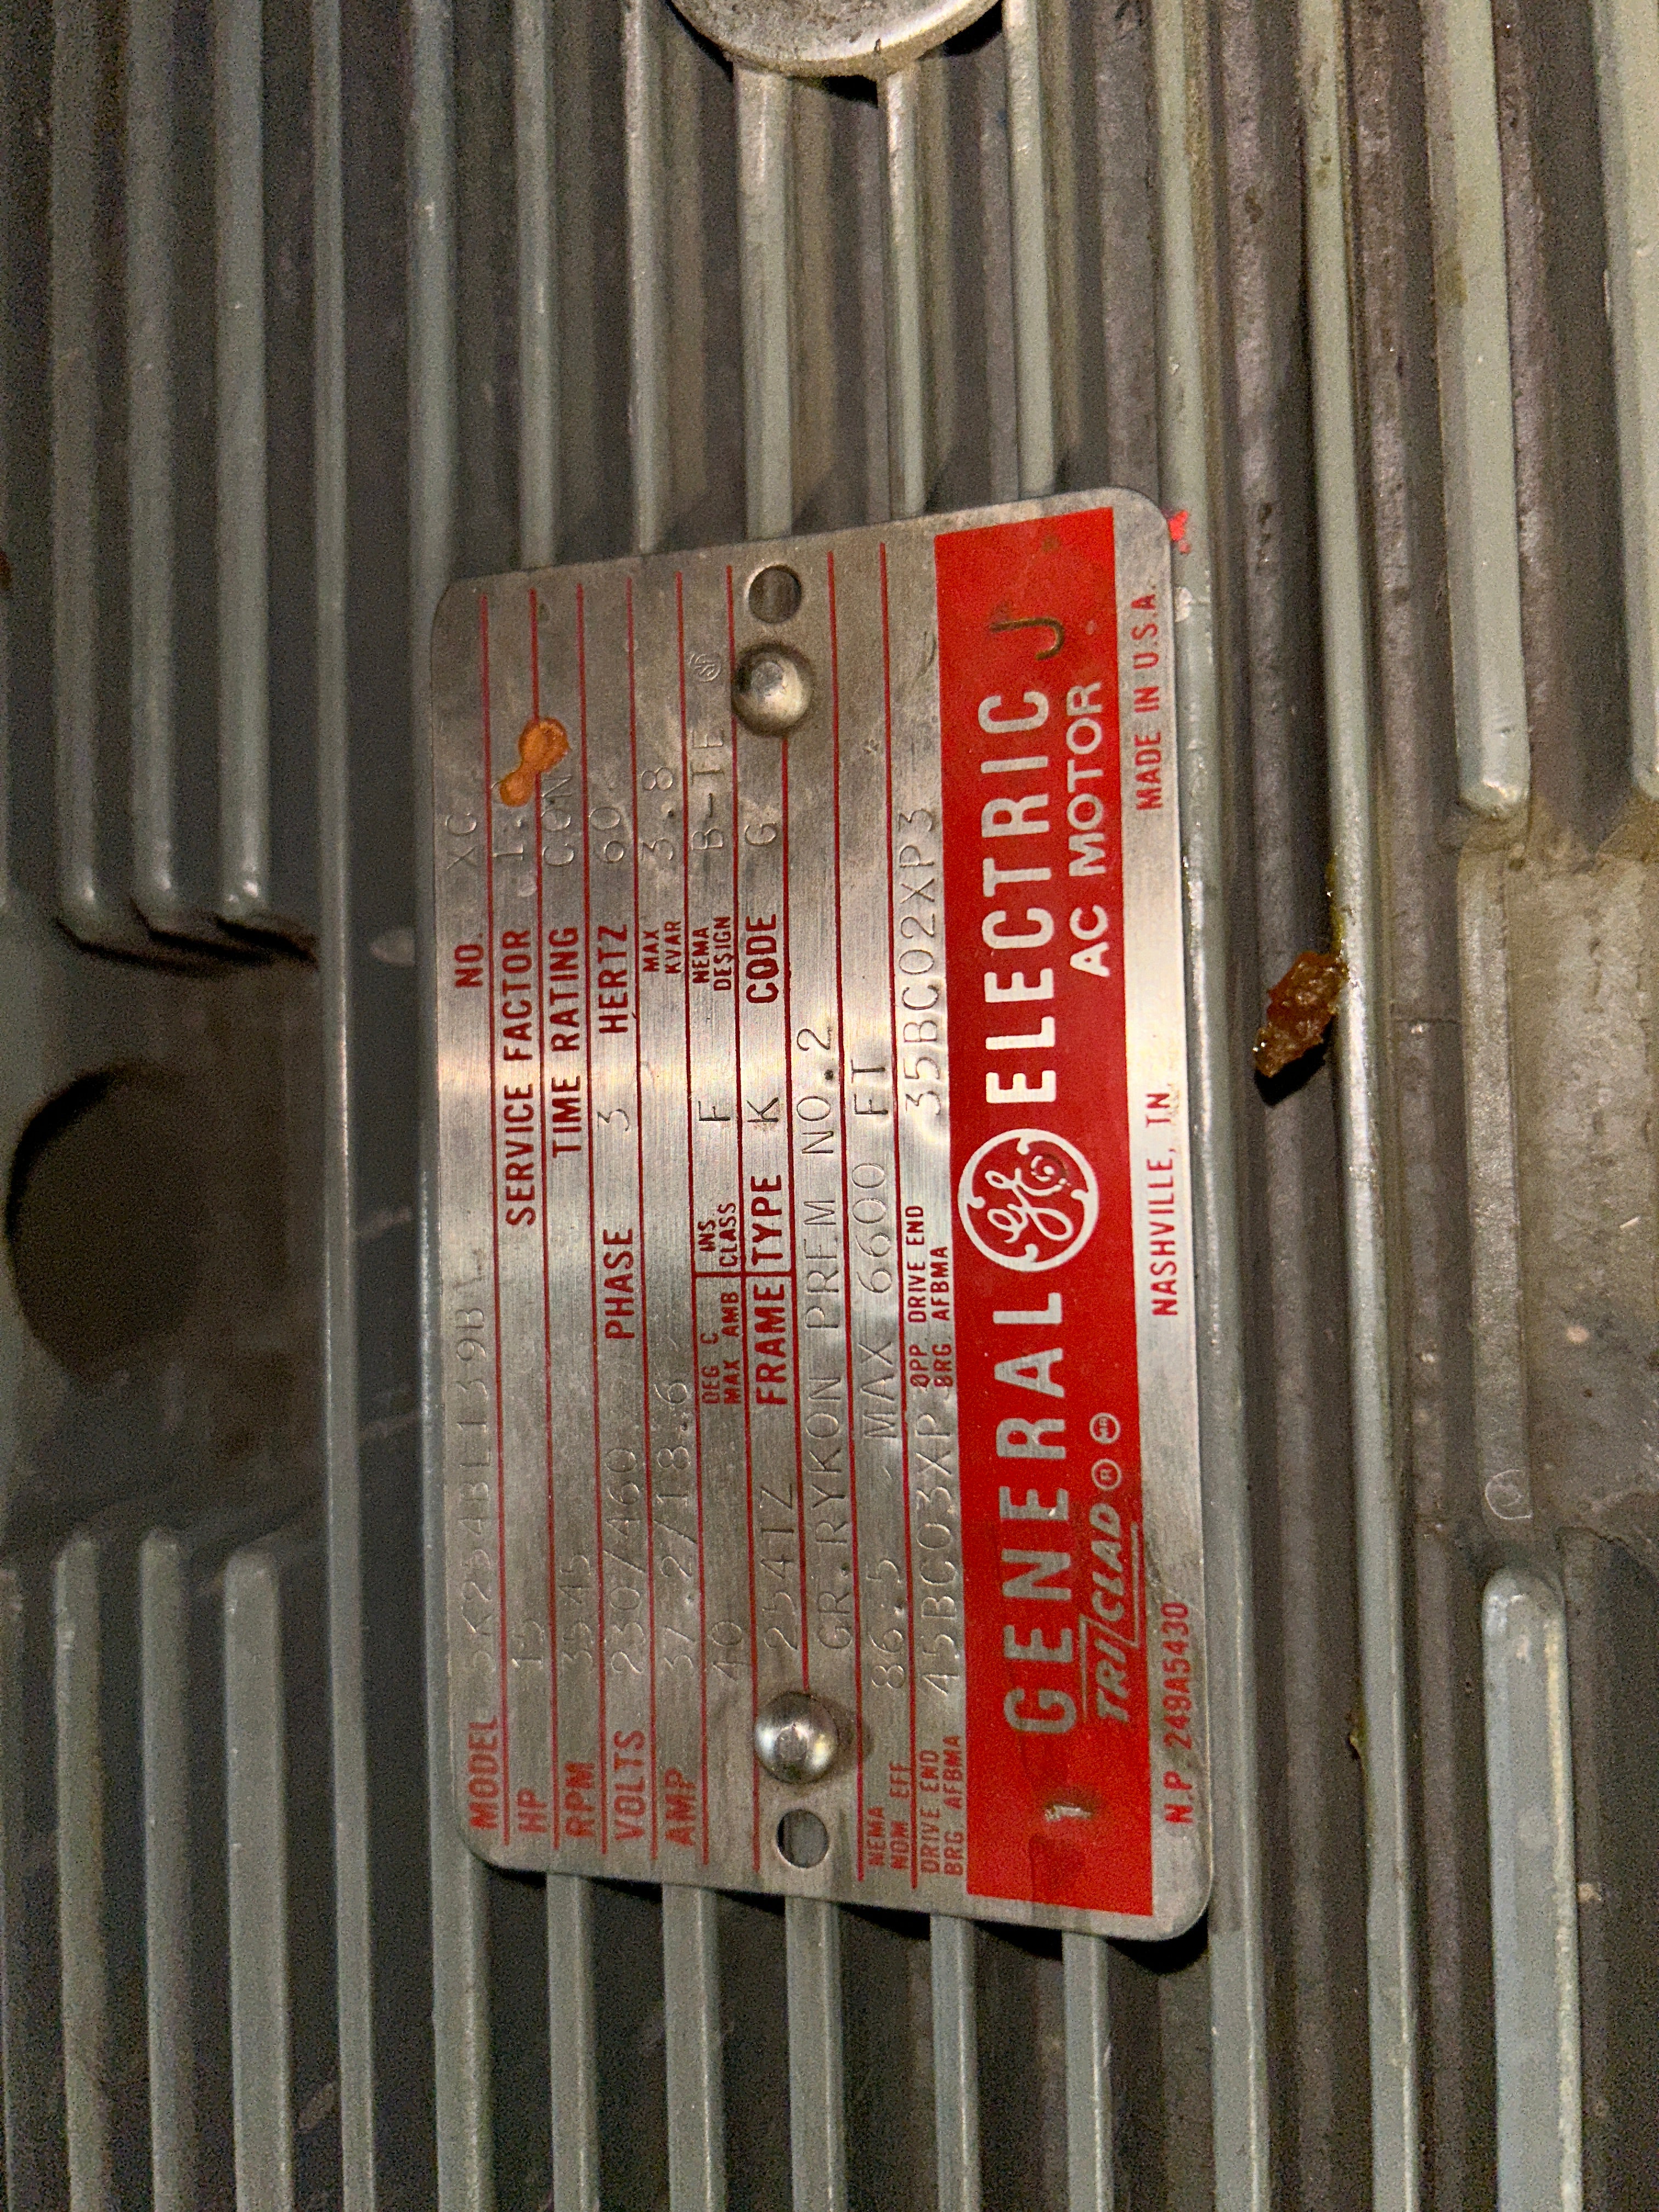 MODEL 5K254BL139B NO. XC
HP 15 SERVICE FACTOR 1.
RPM 3545 TIME RATING CON
VOLTS 230/460 PHASE 3 HERTZ 60
AMP 37.2/18.6 MAX KVAR 3.8
40 DEG C MAX AMB INS CLASS F NEMA DESIGN B-TE
254TZ FRAME TYPE K CODE G
GR.RYKON PREM NO.2
NEMA NOM EFF 86.5 MAX 6600 FT
DRIVE END BRG AFBMA 45BC03XP OPP DRIVE END BRG AFBMA 35BC02XP3
GENERAL GE ELECTRIC J
TRI/CLAD® AC MOTOR
N.P. 249A5430 NASHVILLE, TN MADE IN U.S.A.